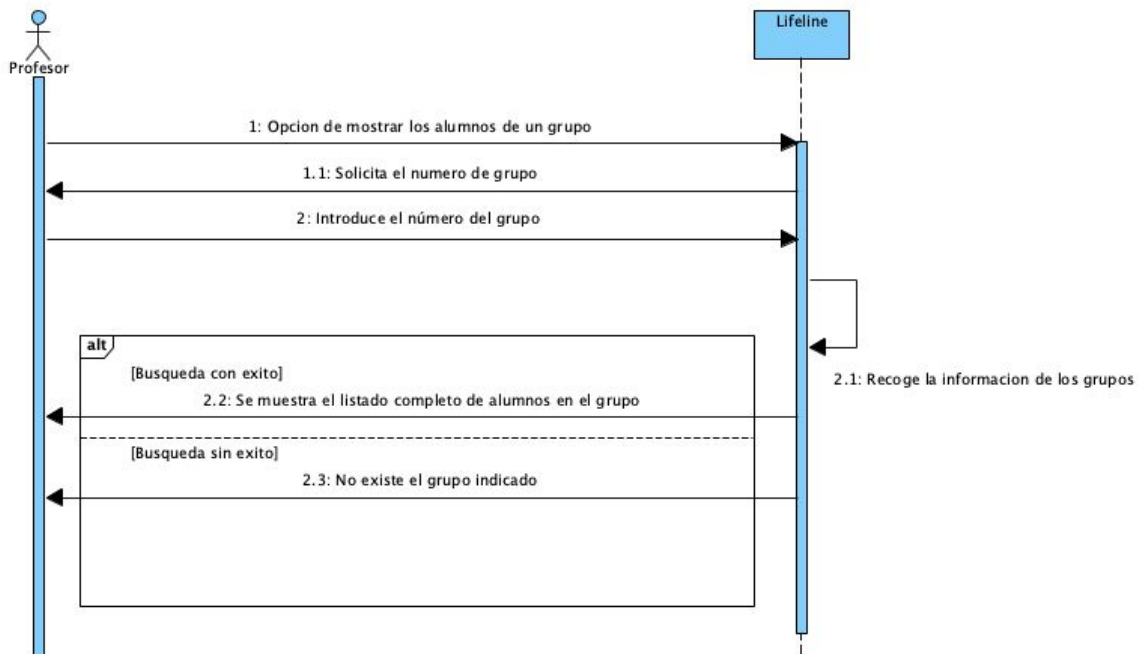 Lifeline
Profesor
1: Opcion de mostrar los alumnos de un grupo
1.1: Solicita el numero de grupo
2: Introduce el número del grupo
alt
[Busqueda con exito]
2.1: Recoge la informacion de los grupos
2.2: Se muestra el listado completo de alumnos en el grupo
[Busqueda sin exito]
2.3: No existe el grupo indicado